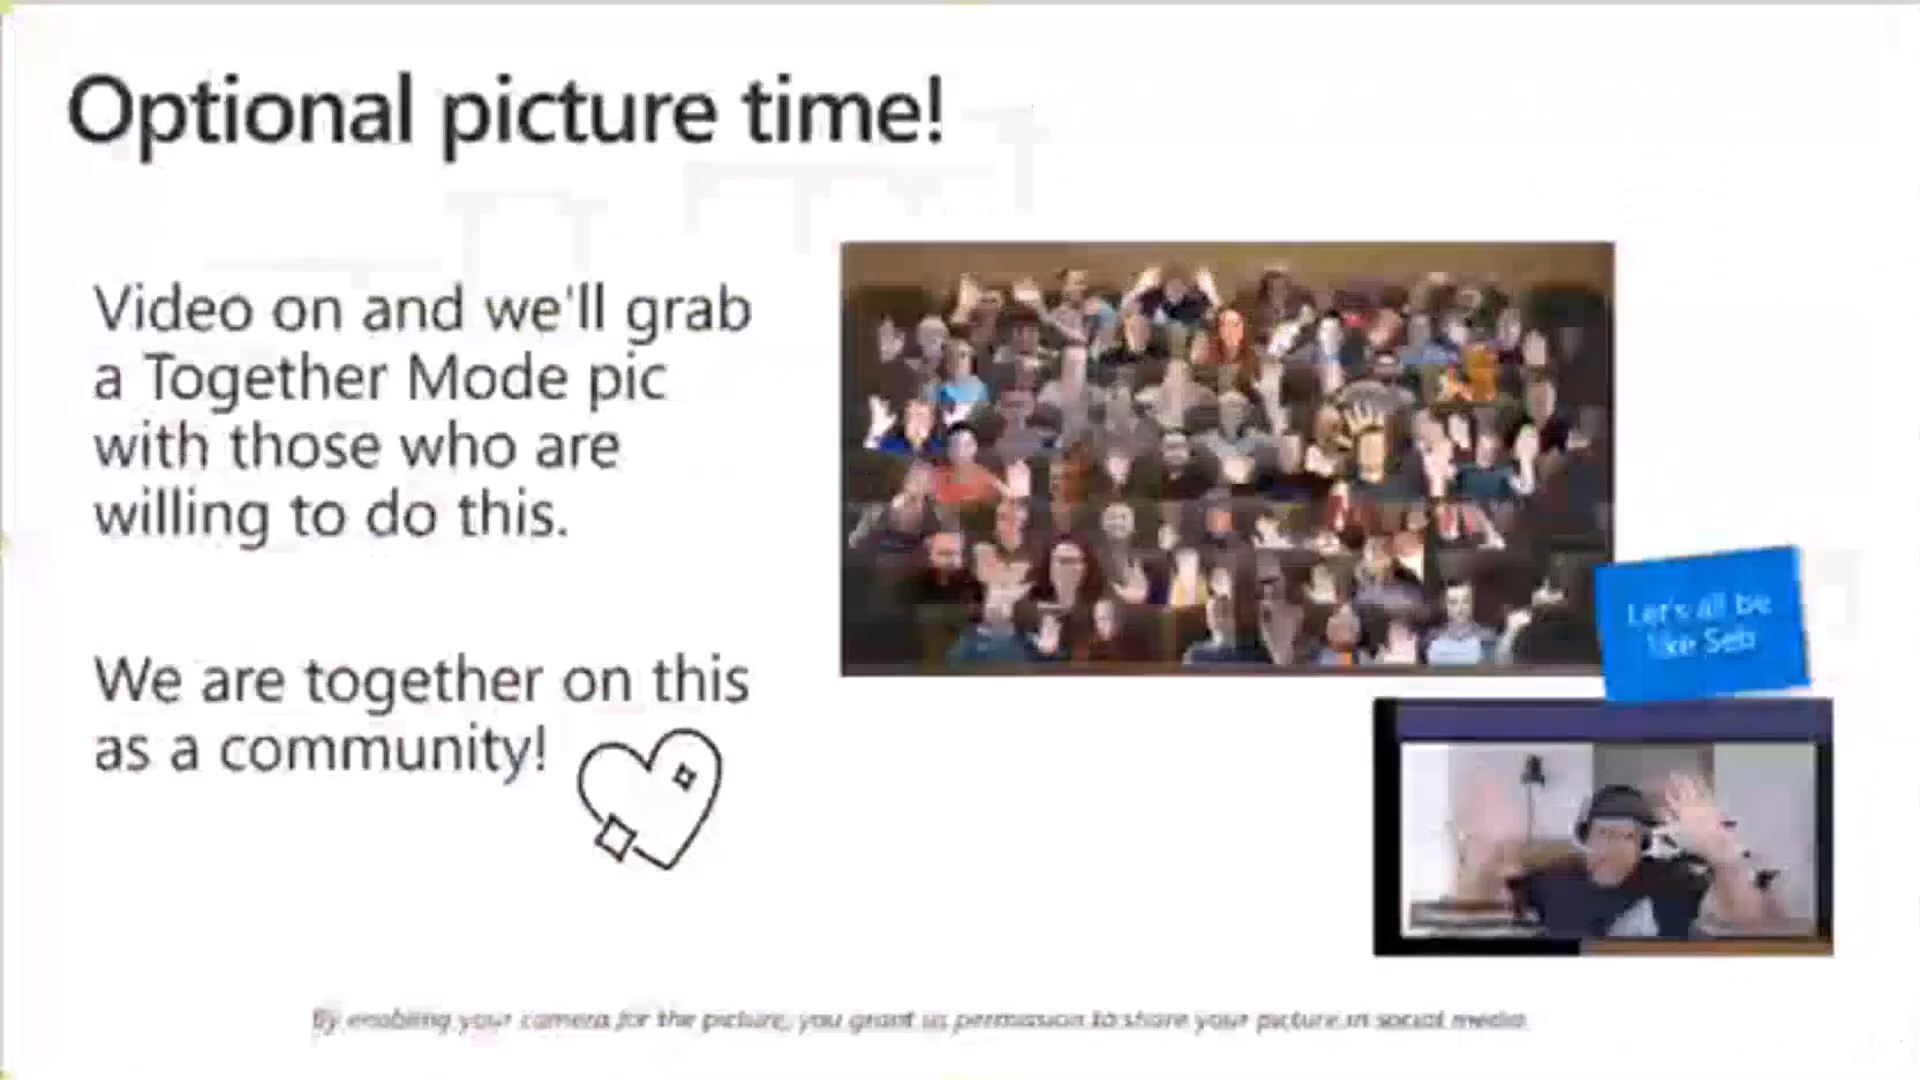 Optional picture time!
Video on and we'll grab
a Together Mode pic
with those who are
willing to do this.
We are together on this
as a community!
Let's all be
like Seb
By enabling your camera for the picture, you grant us permission to share your picture in social media.